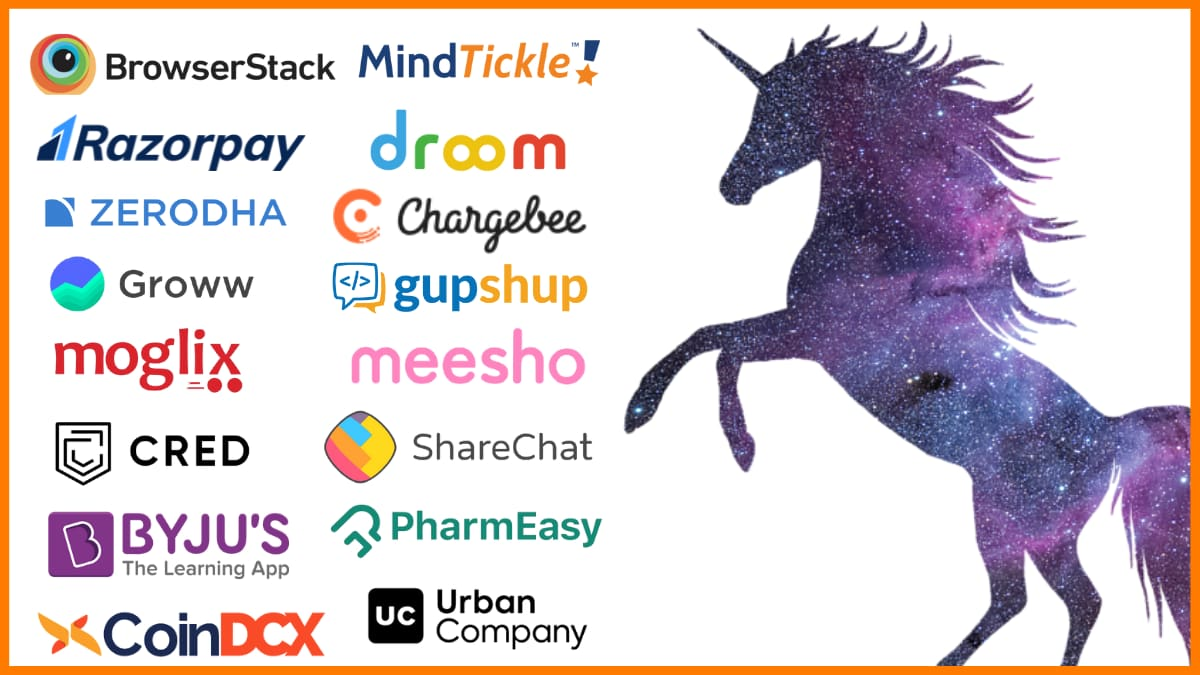 BrowserStack
MindTickle™!
Razorpay
droom
ZERODHA
Chargebee
Groww
</> gupshup
moglix
meesho
CRED
ShareChat
B BYJU'S
The Learning App
PharmEasy
CoinDCX
UC Urban
Company